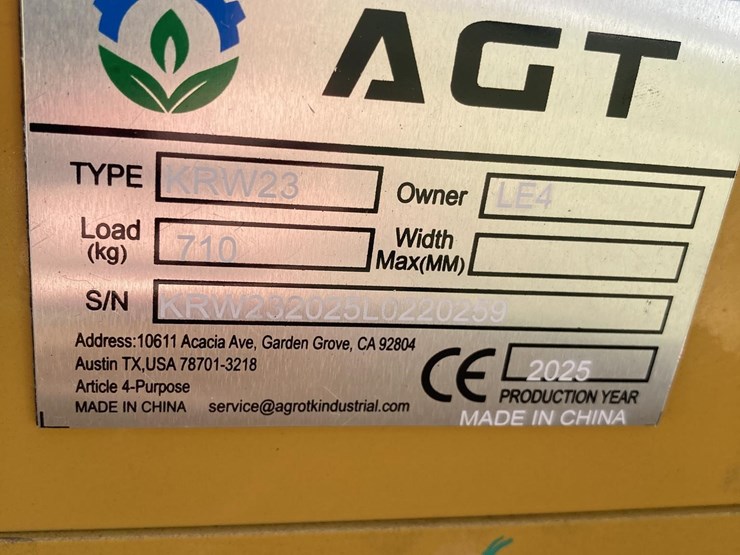 AGT
TYPE KRW23 Owner LE4
Load (kg) 710 Width Max(MM)
S/N KRW232025L0220259
Address:10611 Acacia Ave, Garden Grove, CA 92804
Austin TX,USA 78701-3218
Article 4-Purpose
MADE IN CHINA service@agrotkindustrial.com
CE 2025
PRODUCTION YEAR
MADE IN CHINA